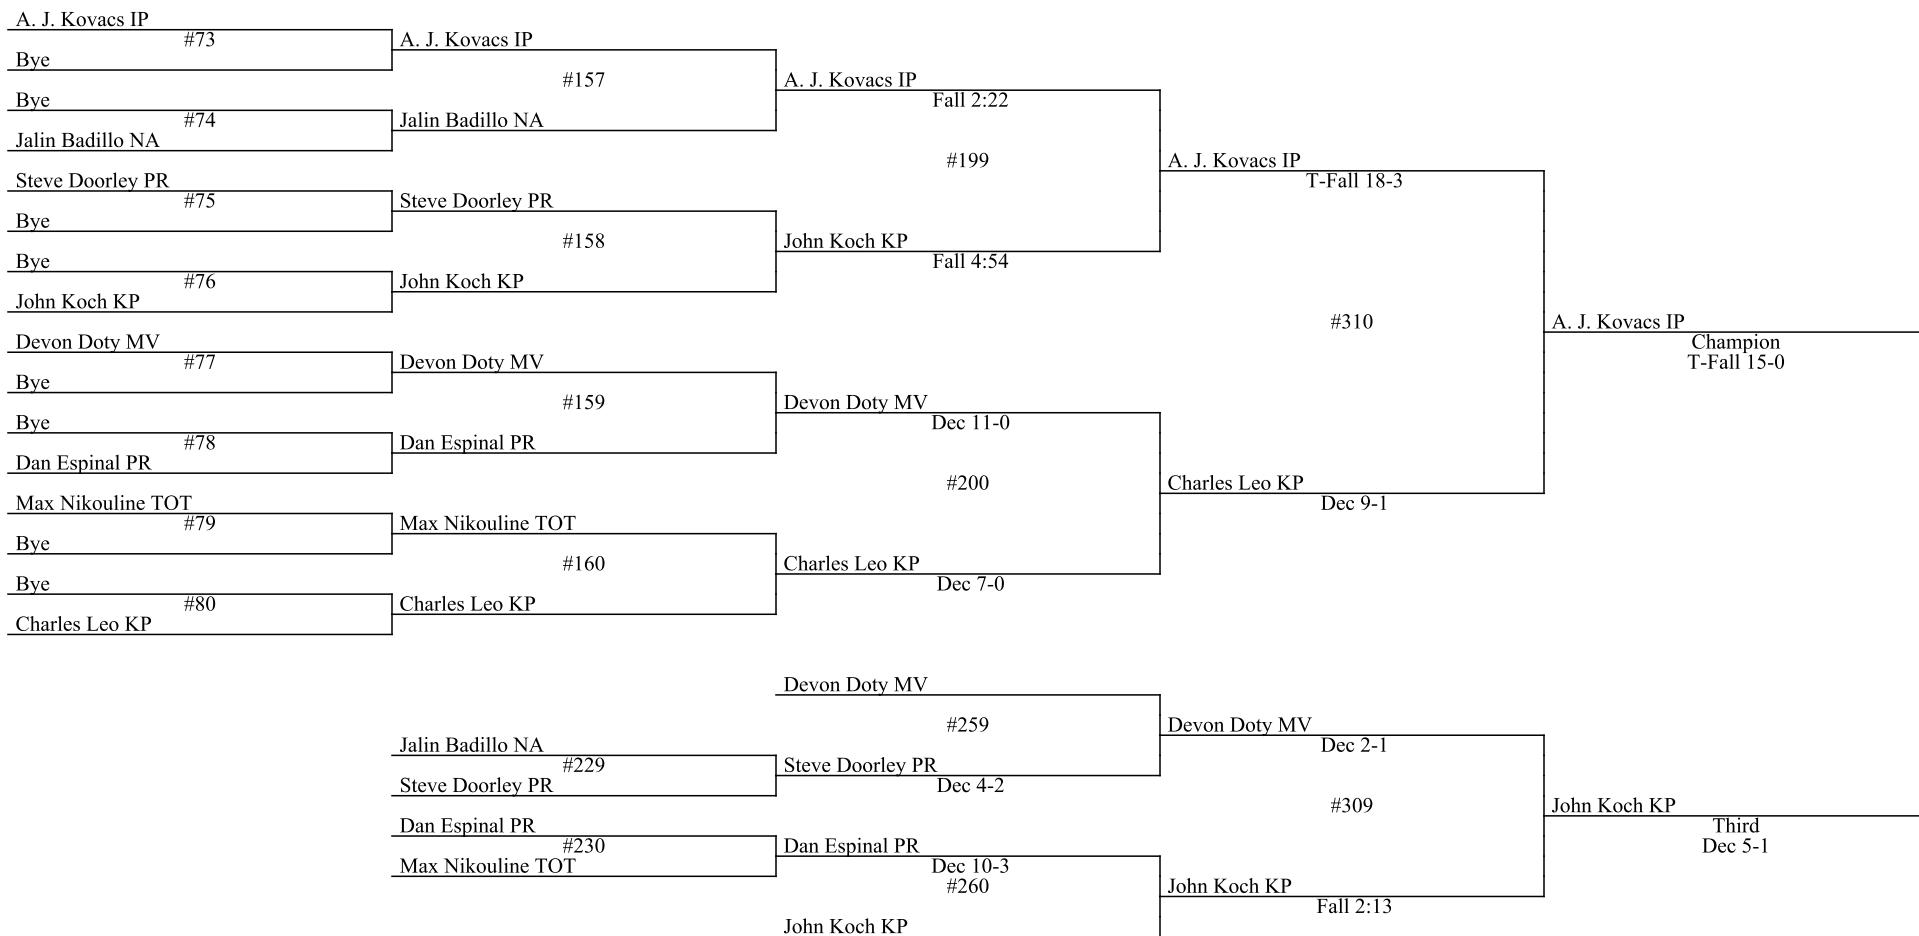 A. J. Kovacs IP
#73
Bye
A. J. Kovacs IP
#157
Bye
#74
Jalin Badillo NA
Jalin Badillo NA
A. J. Kovacs IP
Fall 2:22
#199
Steve Doorley PR
#75
Bye
Steve Doorley PR
#158
Bye
#76
John Koch KP
John Koch KP
John Koch KP
Fall 4:54
A. J. Kovacs IP
T-Fall 18-3
#310
Devon Doty MV
#77
Bye
Devon Doty MV
#159
Bye
#78
Dan Espinal PR
Dan Espinal PR
Devon Doty MV
Dec 11-0
#200
Max Nikouline TOT
#79
Bye
Max Nikouline TOT
#160
Bye
#80
Charles Leo KP
Charles Leo KP
Charles Leo KP
Dec 7-0
Charles Leo KP
Dec 9-1
A. J. Kovacs IP
Champion
T-Fall 15-0
Devon Doty MV
#259
Jalin Badillo NA
#229
Steve Doorley PR
Steve Doorley PR
Dec 4-2
Devon Doty MV
Dec 2-1
#309
Dan Espinal PR
#230
Max Nikouline TOT
Dan Espinal PR
Dec 10-3
#260
John Koch KP
John Koch KP
Fall 2:13
John Koch KP
Third
Dec 5-1